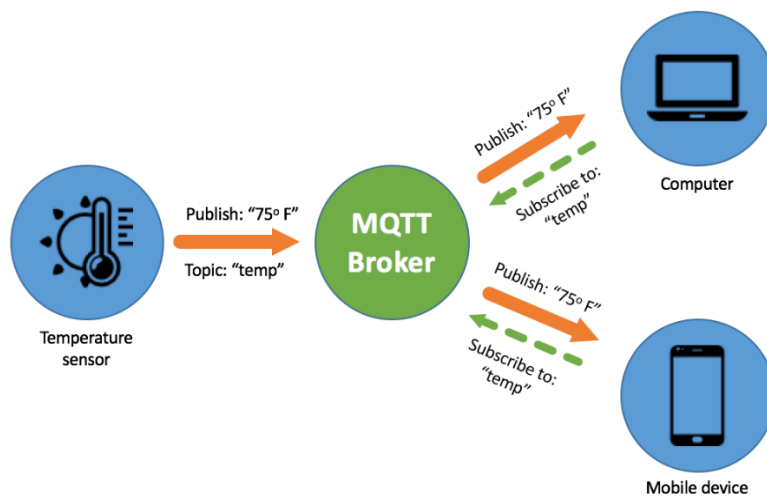 Publish: “75º F”
Topic: “temp”
Temperature
sensor
MQTT
Broker
Publish: “75º F”
Subscribe to:
“temp”
Computer
Publish: “75º F”
Subscribe to:
“temp”
Mobile device